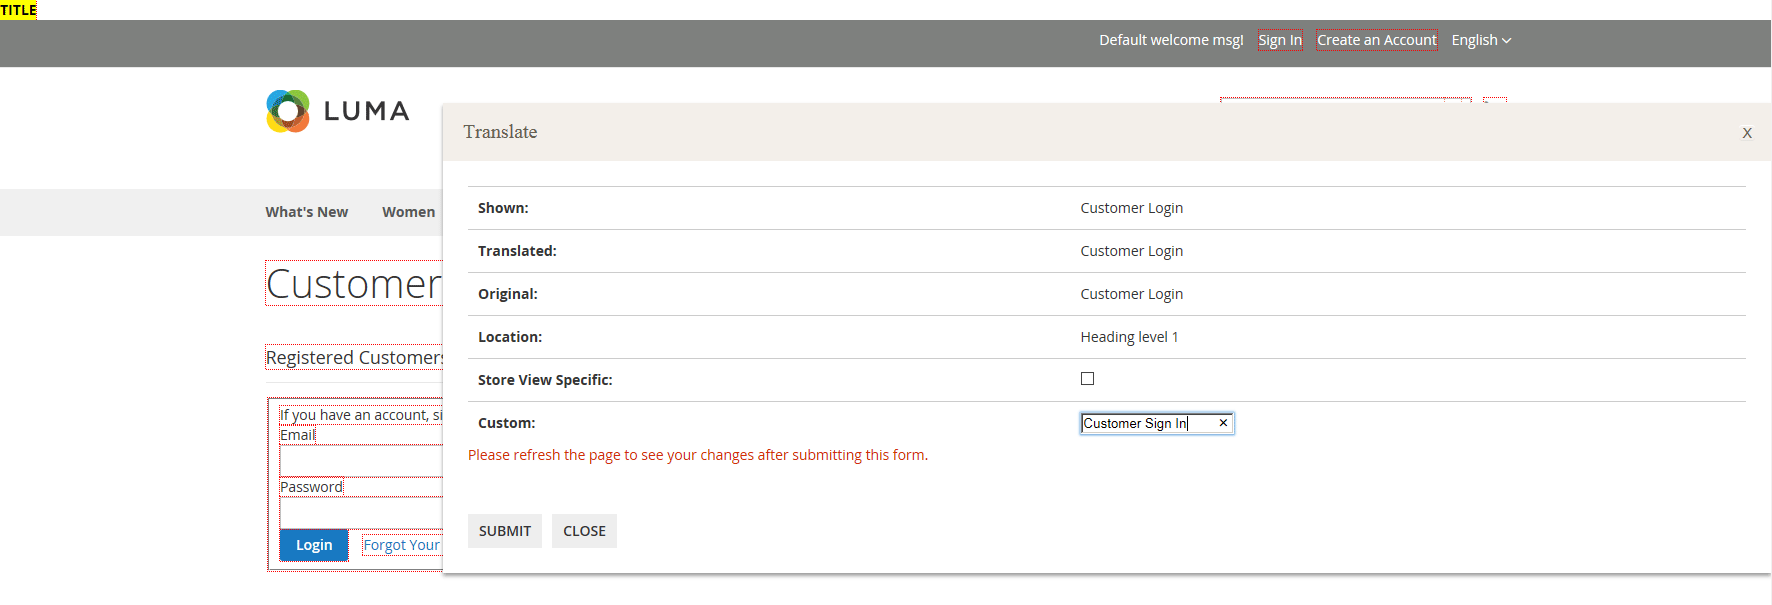 TITLE
Default welcome msg! Sign In Create an Account English
LUMA
Translate X
What's New Women
Shown: Customer Login
Translated: Customer Login
Original: Customer Login
Location: Heading level 1
Store View Specific:
Custom: Customer Sign In ×
Please refresh the page to see your changes after submitting this form.
SUBMIT CLOSE
Customer
Registered Customers
If you have an account, si
Email
Password
Login Forgot Your